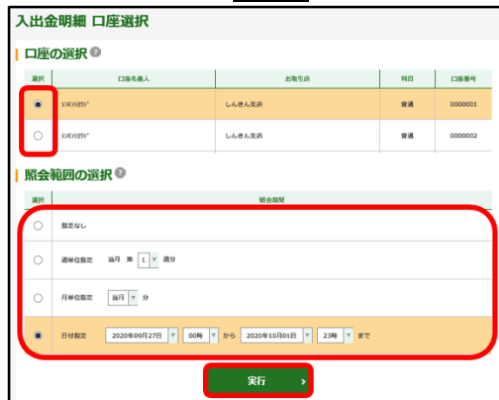 入出金明細 口座選択
口座の選択 ?
選択 口座名義人 お取引店 科目 口座番号
しんきん支店 普通 0000001
しんきん支店 普通 0000002
照会範囲の選択 ?
選択 照会期間
指定なし
週単位指定 当月 第 1 週分
月単位指定 当月 分
日付指定 2020年09月27日 00時 から 2020年10月01日 23時 まで
実行